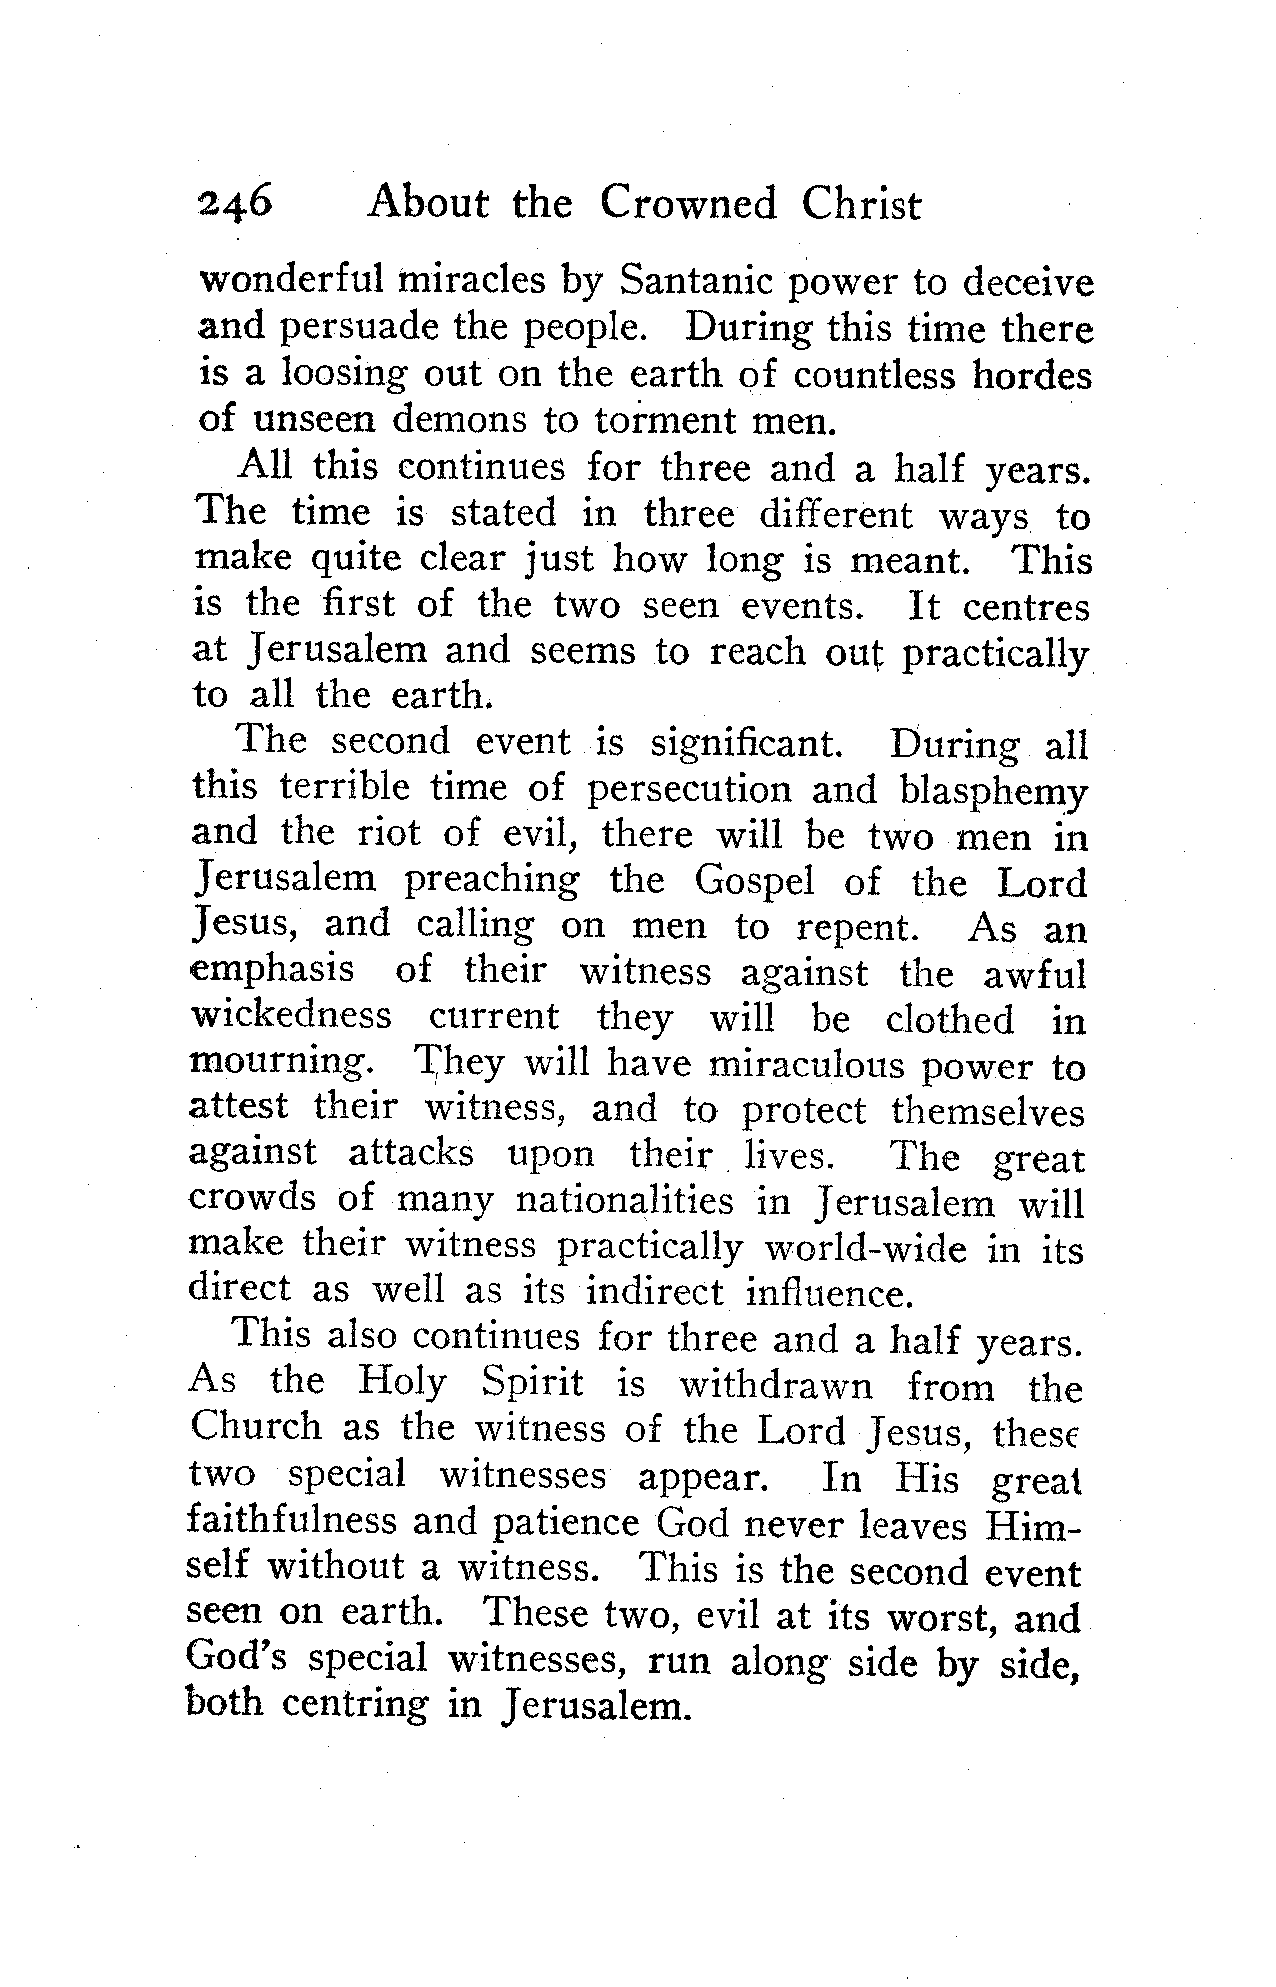 246 About the Crowned Christ
wonderful miracles by Santanic power to deceive
and persuade the people. During this time there
is a loosing out on the earth of countless hordes
of unseen demons to torment men.
All this continues for three and a half years.
The time is stated in three different ways to
make quite clear just how long is meant. This
is the first of the two seen events. It centres
at Jerusalem and seems to reach out practically
to all the earth.
The second event is significant. During all
this terrible time of persecution and blasphemy
and the riot of evil, there will be two men in
Jerusalem preaching the Gospel of the Lord
Jesus, and calling on men to repent. As an
emphasis of their witness against the awful
wickedness current they will be clothed in
mourning. They will have miraculous power to
attest their witness, and to protect themselves
against attacks upon their lives. The great
crowds of many nationalities in Jerusalem will
make their witness practically world-wide in its
direct as well as its indirect influence.
This also continues for three and a half years.
As the Holy Spirit is withdrawn from the
Church as the witness of the Lord Jesus, these
two special witnesses appear. In His great
faithfulness and patience God never leaves Him-
self without a witness. This is the second event
seen on earth. These two, evil at its worst, and
God's special witnesses, run along side by side,
both centring in Jerusalem.